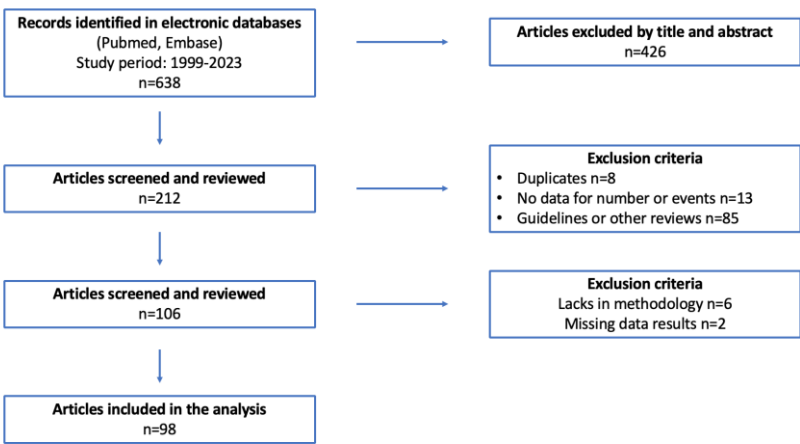 Records identified in electronic databases
(Pubmed, Embase)
Study period: 1999-2023
n=638
Articles excluded by title and abstract
n=426
Articles screened and reviewed
n=212
Exclusion criteria
• Duplicates n=8
• No data for number or events n=13
• Guidelines or other reviews n=85
Articles screened and reviewed
n=106
Exclusion criteria
Lacks in methodology n=6
Missing data results n=2
Articles included in the analysis
n=98